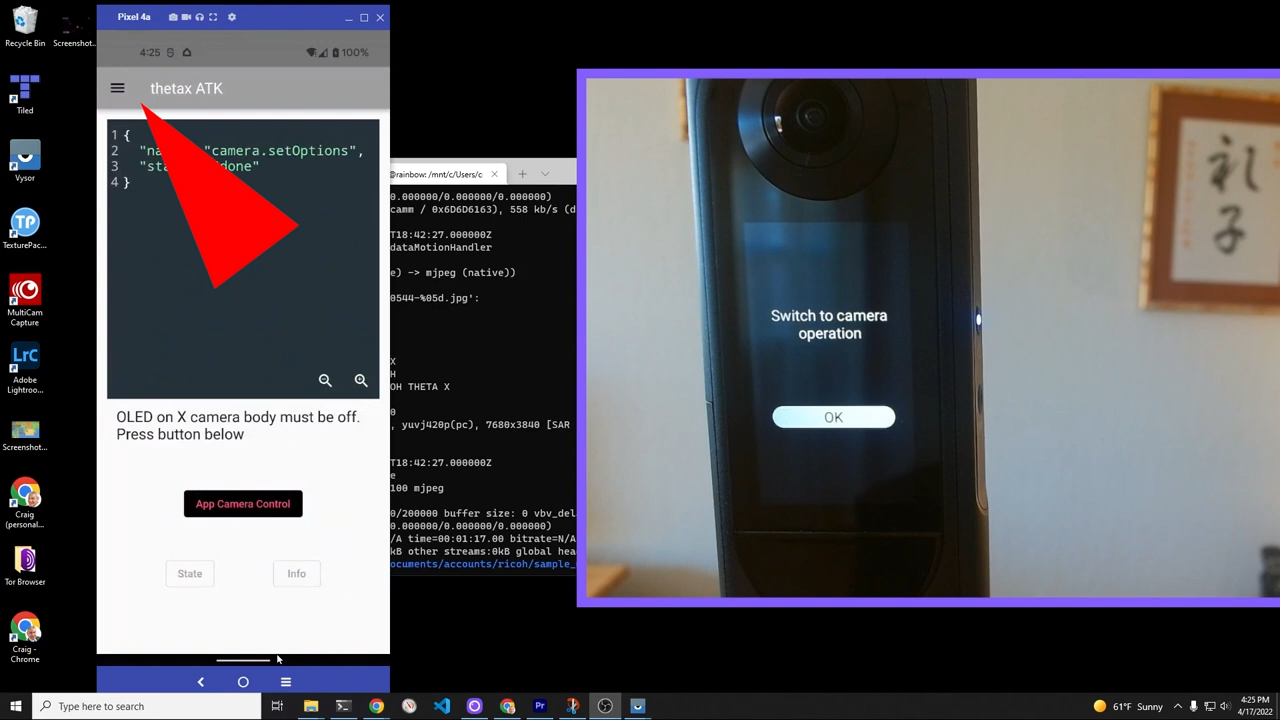 Recycle Bin
Screenshot...
Tiled
Vysor
TexturePac...
MultiCam
Capture
Adobe
Lightroo...
Screenshot...
Craig
(personal...
Tor Browser
Craig -
Chrome
Pixel 4a
4:25
100%
thetax ATK
1 {
2 "na "camera.setOptions",
3 "sta done"
4 }
OLED on X camera body must be off.
Press button below
App Camera Control
State
Info
@rainbow: /mnt/c/Users/c
0.000000/0.000000/0.000000)
camm / 0x6D6D6163), 558 kb/s (d
T18:42:27.000000Z
dataMotionHandler
e) -> mjpeg (native))
0544-%05d.jpg':
X
H
OH THETA X
0
, yuvj420p(pc), 7680x3840 [SAR
T18:42:27.000000Z
e
100 mjpeg
0/200000 buffer size: 0 vbv_dela
0.000000/0.000000/0.000000)
/A time=00:01:17.00 bitrate=N/A
kB other streams:0kB global hea
ocuments/accounts/ricoh/sample_
Switch to camera
operation
OK
礼
子
Type here to search
61°F Sunny
4:25 PM
4/17/2022